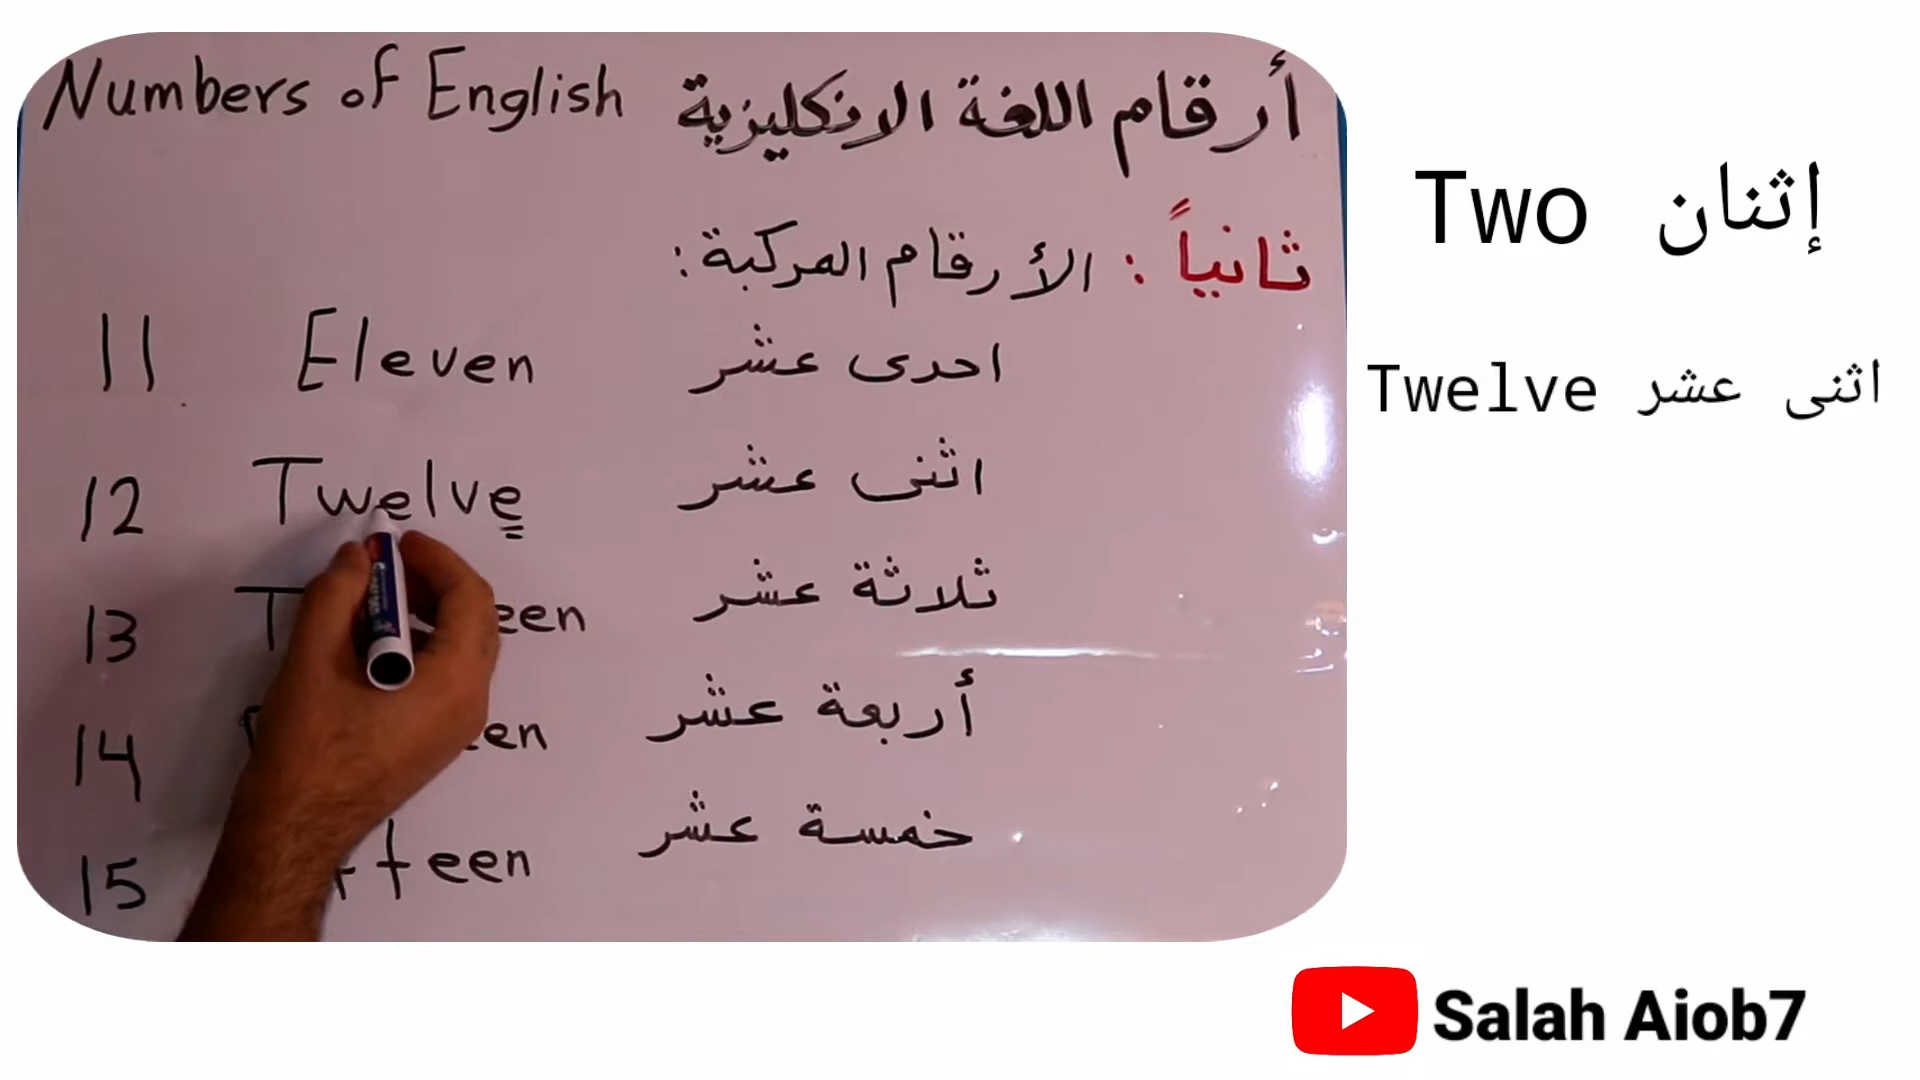 Numbers of English أرقام اللغة الانكليزية
ثانياً : الأرقام المركبة :
11 Eleven احدى عشر
12 Twelve اثنى عشر
13 ثلاثة عشر
14 أربعة عشر
15 خمسة عشر
Two إثنان
Twelve اثنى عشر
Salah Aiob7